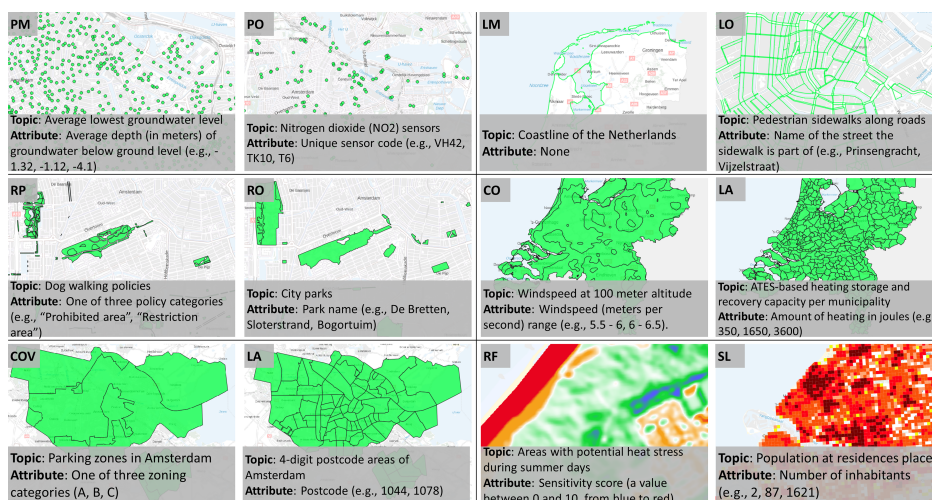 PM
Topic: Average lowest groundwater level
Attribute: Average depth (in meters) of
groundwater below ground level (e.g., -
1.32, -1.12, -4.1)
PO
Topic: Nitrogen dioxide (NO2) sensors
Attribute: Unique sensor code (e.g., VH42,
TK10, T6)
LM
Groningen
Topic: Coastline of the Netherlands
Attribute: None
LO
Topic: Pedestrian sidewalks along roads
Attribute: Name of the street the
sidewalk is part of (e.g., Prinsengracht,
Vijzelstraat)
RP
Amsterdam
Oud-West
De Pijp
Topic: Dog walking policies
Attribute: One of three policy categories
(e.g., “Prohibited area”, “Restriction
area”)
RO
Amsterdam
Oud-West
De Pijp
Topic: City parks
Attribute: Park name (e.g., De Bretten,
Sloterstrand, Bogortuim)
CO
Topic: Windspeed at 100 meter altitude
Attribute: Windspeed (meters per
second) range (e.g., 5.5 - 6, 6 - 6.5).
LA
Topic: ATES-based heating storage and
recovery capacity per municipality
Attribute: Amount of heating in joules (e.g
350, 1650, 3600)
COV
Topic: Parking zones in Amsterdam
Attribute: One of three zoning
categories (A, B, C)
LA
Topic: 4-digit postcode areas of
Amsterdam
Attribute: Postcode (e.g., 1044, 1078)
RF
Topic: Areas with potential heat stress
during summer days
Attribute: Sensitivity score (a value
between 0 and 10, from blue to red)
SL
Topic: Population at residences place
Attribute: Number of inhabitants
(e.g., 2, 87, 1621)